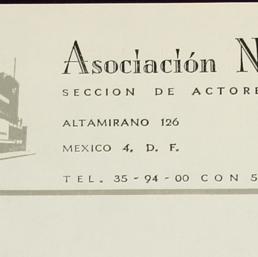 Asociación N
SECCION DE ACTORE
ALTAMIRANO 126
MEXICO 4, D. F.
TEL. 35-94-00 CON 5